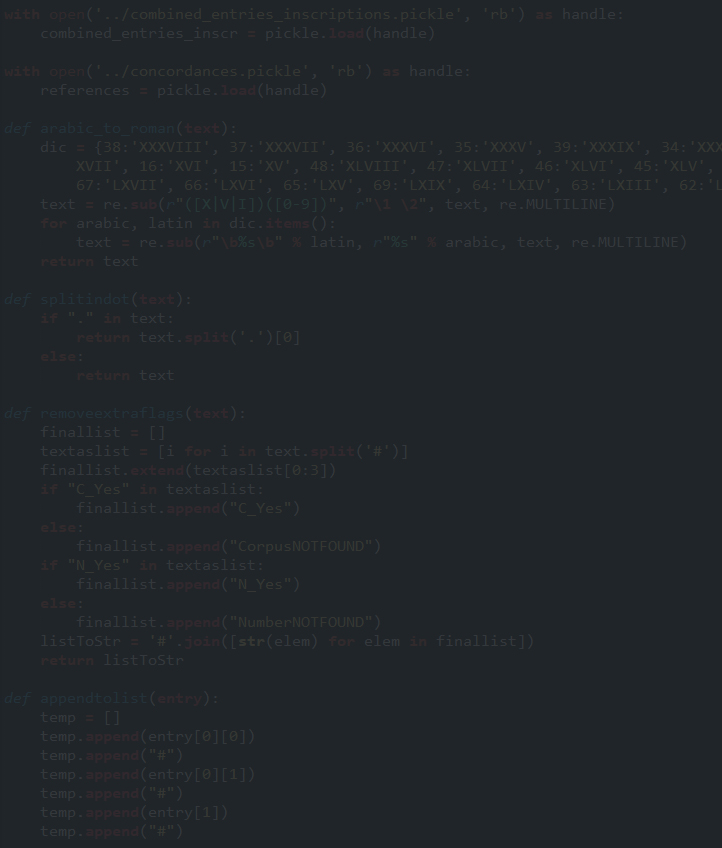 with open('../combined_entries_inscriptions.pickle', 'rb') as handle:
    combined_entries_inscr = pickle.load(handle)

with open('../concordances.pickle', 'rb') as handle:
    references = pickle.load(handle)

def arabic_to_roman(text):
    dic = {38:'XXXVIII', 37:'XXXVII', 36:'XXXVI', 35:'XXXV', 39:'XXXIX', 34:'XXX
        XVII', 16:'XVI', 15:'XV', 48:'XLVIII', 47:'XLVII', 46:'XLVI', 45:'XLV',
        67:'LXVII', 66:'LXVI', 65:'LXV', 69:'LXIX', 64:'LXIV', 63:'LXIII', 62:'L
    text = re.sub(r"([X|V|I])([0-9])", r"\1 \2", text, re.MULTILINE)
    for arabic, latin in dic.items():
        text = re.sub(r"\b%s\b" % latin, r"%s" % arabic, text, re.MULTILINE)
    return text

def splitindot(text):
    if "." in text:
        return text.split('.')[0]
    else:
        return text

def removeextraflags(text):
    finallist = []
    textaslist = [i for i in text.split('#')]
    finallist.extend(textaslist[0:3])
    if "C_Yes" in textaslist:
        finallist.append("C_Yes")
    else:
        finallist.append("CorpusNOTFOUND")
    if "N_Yes" in textaslist:
        finallist.append("N_Yes")
    else:
        finallist.append("NumberNOTFOUND")
    listToStr = '#'.join([str(elem) for elem in finallist])
    return listToStr

def appendtolist(entry):
    temp = []
    temp.append(entry[0][0])
    temp.append("#")
    temp.append(entry[0][1])
    temp.append("#")
    temp.append(entry[1])
    temp.append("#")